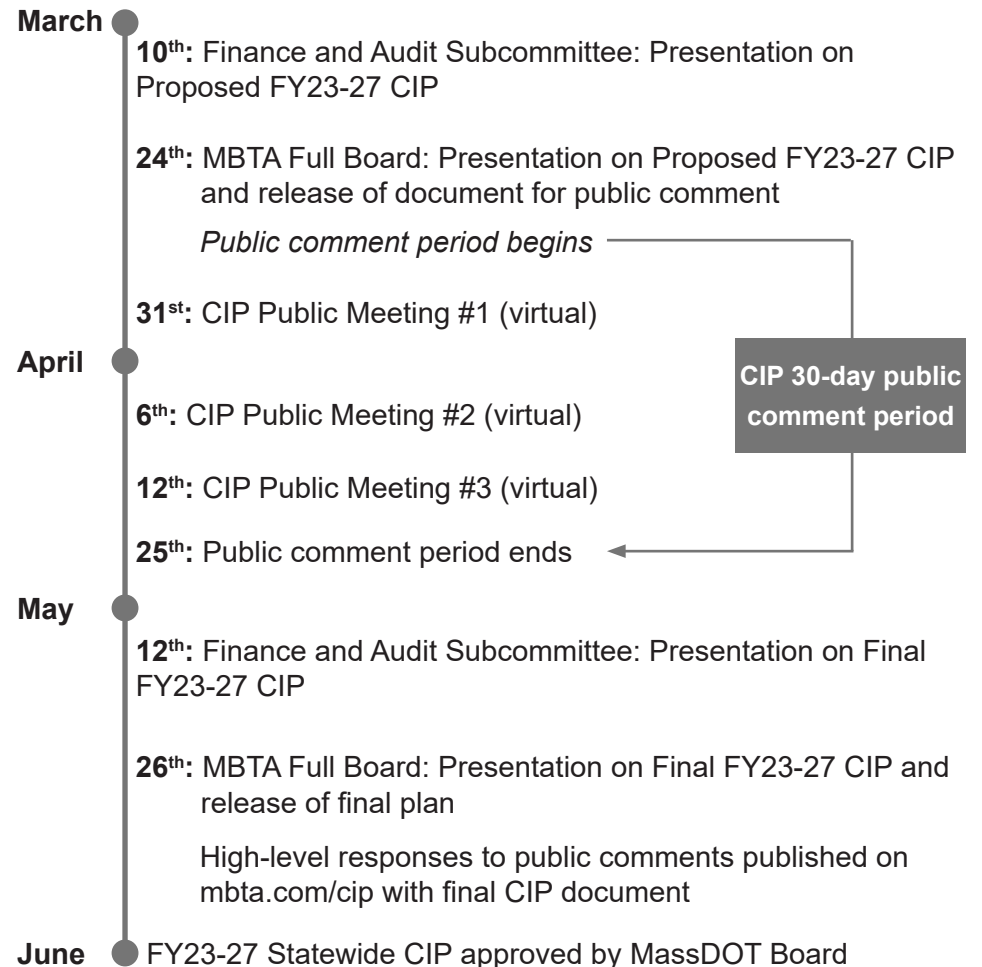 March
10th: Finance and Audit Subcommittee: Presentation on
Proposed FY23-27 CIP
24th: MBTA Full Board: Presentation on Proposed FY23-27 CIP
and release of document for public comment
Public comment period begins
31st: CIP Public Meeting #1 (virtual)
April
CIP 30-day public
comment period
6th: CIP Public Meeting #2 (virtual)
12th: CIP Public Meeting #3 (virtual)
25th: Public comment period ends
May
12th: Finance and Audit Subcommittee: Presentation on Final
FY23-27 CIP
26th: MBTA Full Board: Presentation on Final FY23-27 CIP and
release of final plan
High-level responses to public comments published on
mbta.com/cip with final CIP document
June FY23-27 Statewide CIP approved by MassDOT Board